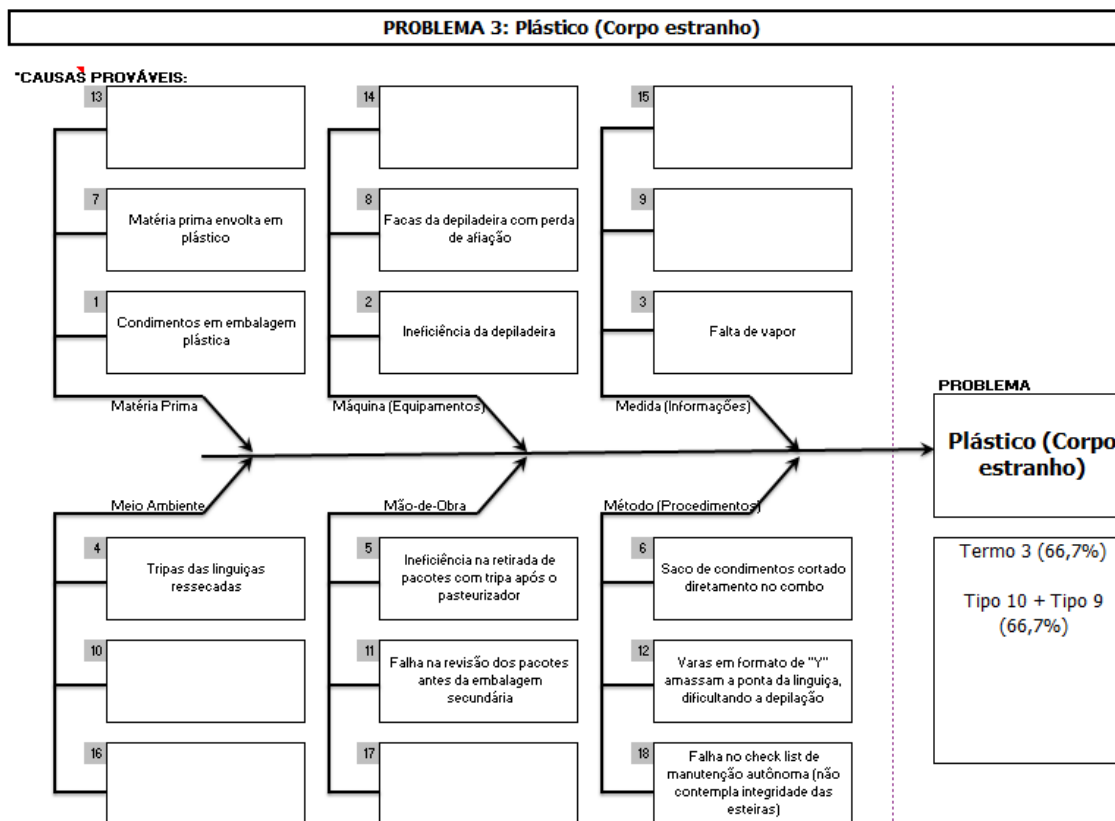 PROBLEMA 3: Plástico (Corpo estranho)
*CAUSAS PROVÁVEIS:
13
14
15
7
Matéria prima envolta em
plástico
8
Facas da depiladeira com perda
de afiação
9
1
Condimentos em embalagem
plástica
2
Ineficiência da depiladeira
3
Falta de vapor
Matéria Prima
Máquina (Equipamentos)
Medida (Informações)
PROBLEMA
Plástico (Corpo
estranho)
Meio Ambiente
Mão-de-Obra
Método (Procedimentos)
4
Tripas das linguiças
ressecadas
5
Ineficiência na retirada de
pacotes com tripa após o
pasteurizador
6
Saco de condimentos cortado
diretamente no combo
Termo 3 (66,7%)
Tipo 10 + Tipo 9
(66,7%)
10
11
Falha na revisão dos pacotes
antes da embalagem
secundária
12
Varas em formato de "Y"
amassam a ponta da linguiça,
dificultando a depilação
16
17
18
Falha no check list de
manutenção autônoma (não
contempla integridade das
esteiras)